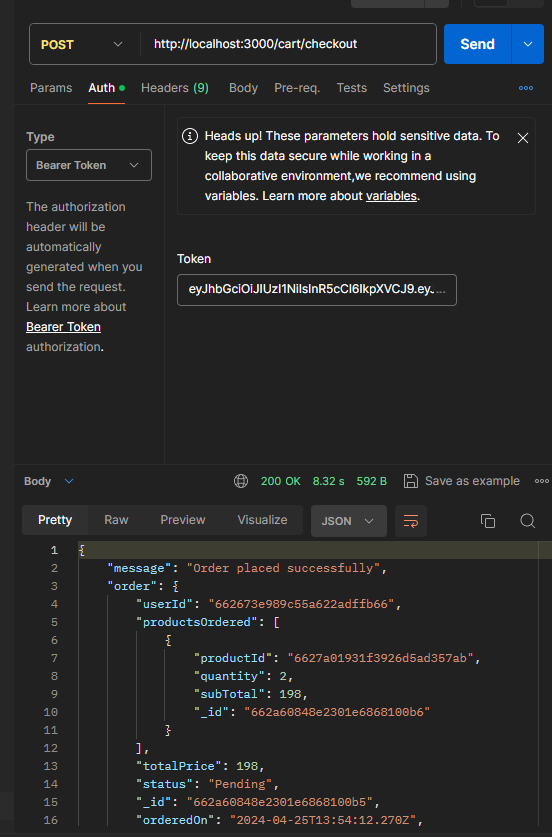 POST http://localhost:3000/cart/checkout Send
Params Auth Headers (9) Body Pre-req. Tests Settings
Type
Bearer Token
The authorization
header will be
automatically
generated when you
send the request.
Learn more about
Bearer Token
authorization.
Heads up! These parameters hold sensitive data. To
keep this data secure while working in a
collaborative environment,we recommend using
variables. Learn more about variables.
Token
eyJhbGciOiJIUzI1NiIsInR5cCI6IkpXVCJ9.eyJ...
Body 200 OK 8.32 s 592 B Save as example
Pretty Raw Preview Visualize JSON
1 {
2 "message": "Order placed successfully",
3 "order": {
4 "userId": "662673e989c55a622adffb66",
5 "productsOrdered": [
6 {
7 "productId": "6627a01931f3926d5ad357ab",
8 "quantity": 2,
9 "subTotal": 198,
10 "_id": "662a60848e2301e6868100b6"
11 }
12 ],
13 "totalPrice": 198,
14 "status": "Pending",
15 "_id": "662a60848e2301e6868100b5",
16 "orderedOn": "2024-04-25T13:54:12.270Z",